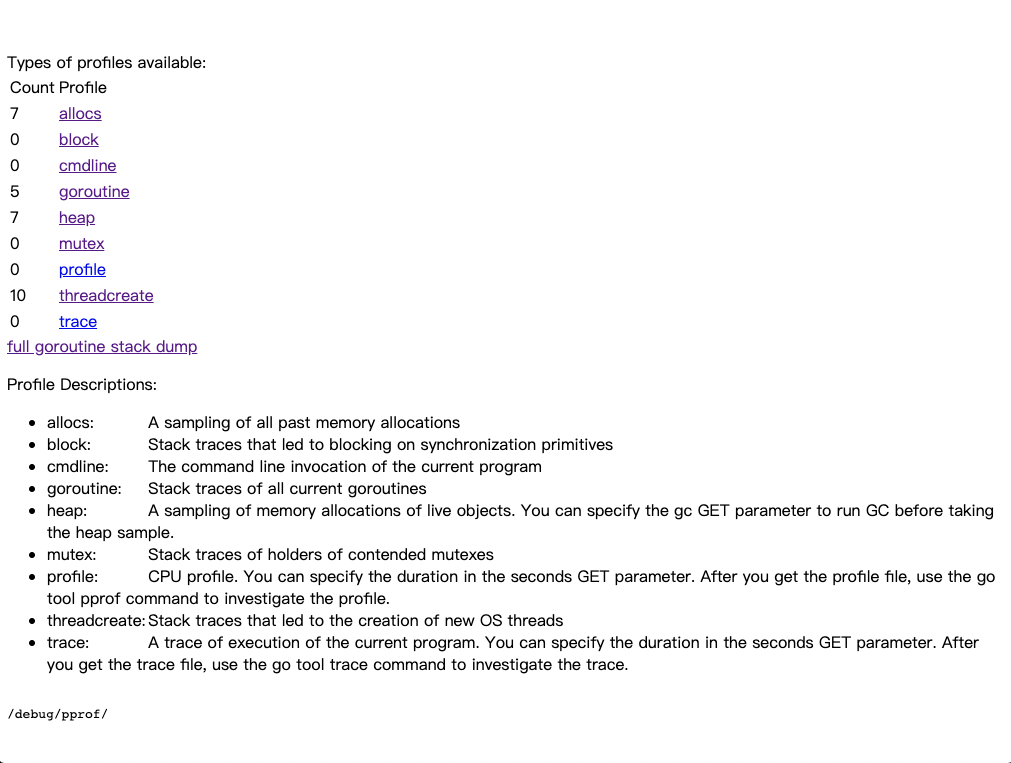 Types of profiles available:
Count Profile
7 allocs
0 block
0 cmdline
5 goroutine
7 heap
0 mutex
0 profile
10 threadcreate
0 trace
full goroutine stack dump
Profile Descriptions:
• allocs: A sampling of all past memory allocations
• block: Stack traces that led to blocking on synchronization primitives
• cmdline: The command line invocation of the current program
• goroutine: Stack traces of all current goroutines
• heap: A sampling of memory allocations of live objects. You can specify the gc GET parameter to run GC before taking
the heap sample.
• mutex: Stack traces of holders of contended mutexes
• profile: CPU profile. You can specify the duration in the seconds GET parameter. After you get the profile file, use the go
tool pprof command to investigate the profile.
• threadcreate: Stack traces that led to the creation of new OS threads
• trace: A trace of execution of the current program. You can specify the duration in the seconds GET parameter. After
you get the trace file, use the go tool trace command to investigate the trace.
/debug/pprof/